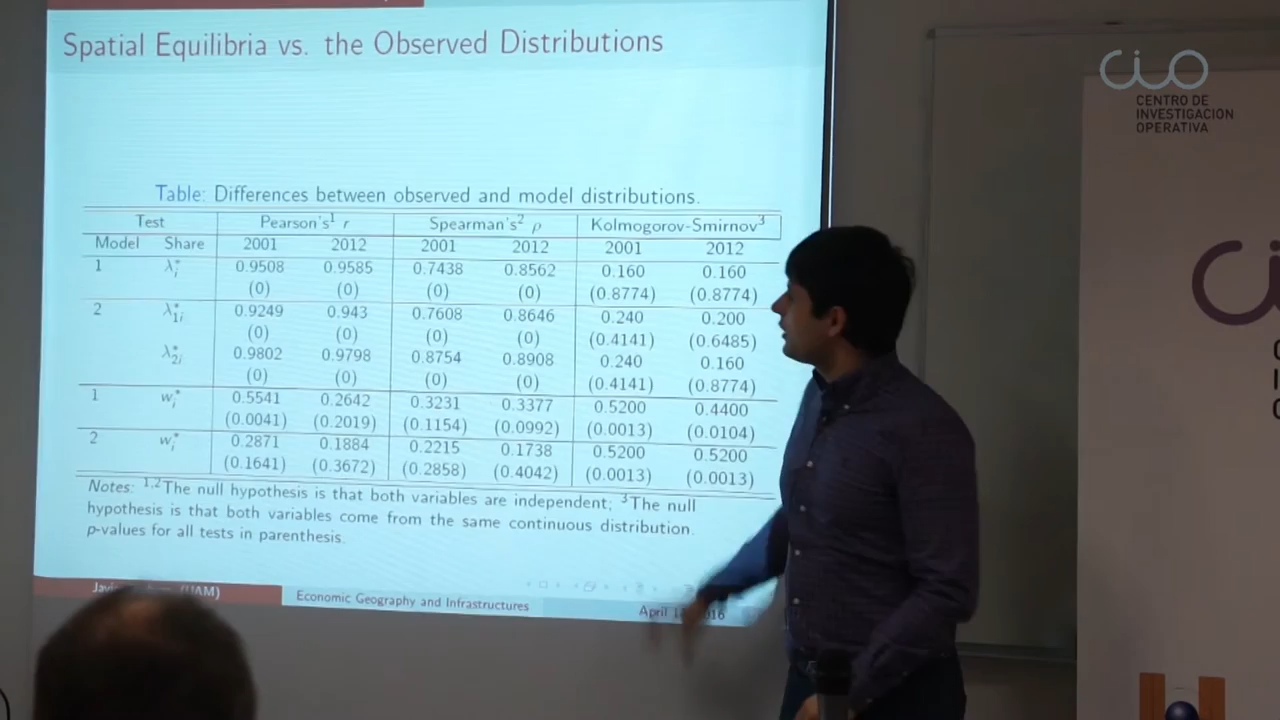 Spatial Equilibria vs. the Observed Distributions
Table: Differences between observed and model distributions.
Test Pearson's¹ r Spearman's² ρ Kolmogorov-Smirnov³
Model Share 2001 2012 2001 2012 2001 2012
1 λ*ᵢ 0.9508 0.9585 0.7438 0.8562 0.160 0.160
(0) (0) (0) (0) (0.8774) (0.8774)
2 λ*₁ᵢ 0.9249 0.943 0.7608 0.8646 0.240 0.200
(0) (0) (0) (0) (0.4141) (0.6485)
λ*₂ᵢ 0.9802 0.9798 0.8754 0.8908 0.240 0.160
(0) (0) (0) (0) (0.4141) (0.8774)
1 w*ᵢ 0.5541 0.2642 0.3231 0.3377 0.5200 0.4400
(0.0041) (0.2019) (0.1154) (0.0992) (0.0013) (0.0104)
2 w*ᵢ 0.2871 0.1884 0.2215 0.1738 0.5200 0.5200
(0.1641) (0.3672) (0.2858) (0.4042) (0.0013) (0.0013)
Notes: ¹,²The null hypothesis is that both variables are independent; ³The null
hypothesis is that both variables come from the same continuous distribution.
p-values for all tests in parenthesis.
Economic Geography and Infrastructures
April
CIO
CENTRO DE
INVESTIGACION
OPERATIVA